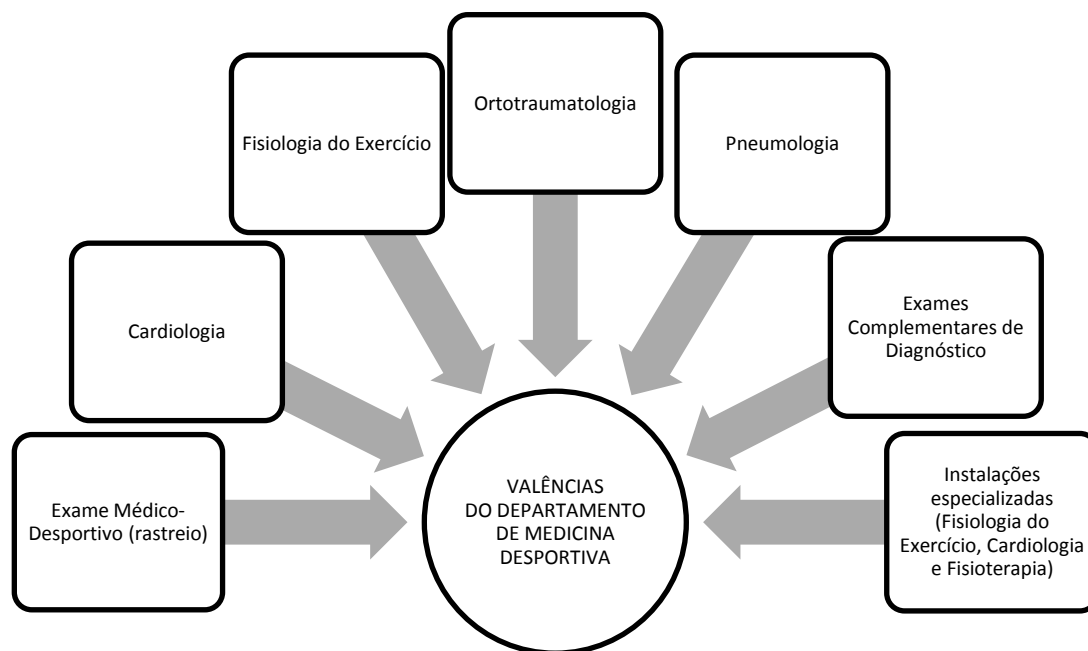 Ortotraumatologia
Fisiologia do Exercício
Pneumologia
Cardiologia
Exames
Complementares de
Diagnóstico
Exame Médico-
Desportivo (rastreio)
VALÊNCIAS
DO DEPARTAMENTO
DE MEDICINA
DESPORTIVA
Instalações
especializadas
(Fisiologia do
Exercício, Cardiologia
e Fisioterapia)